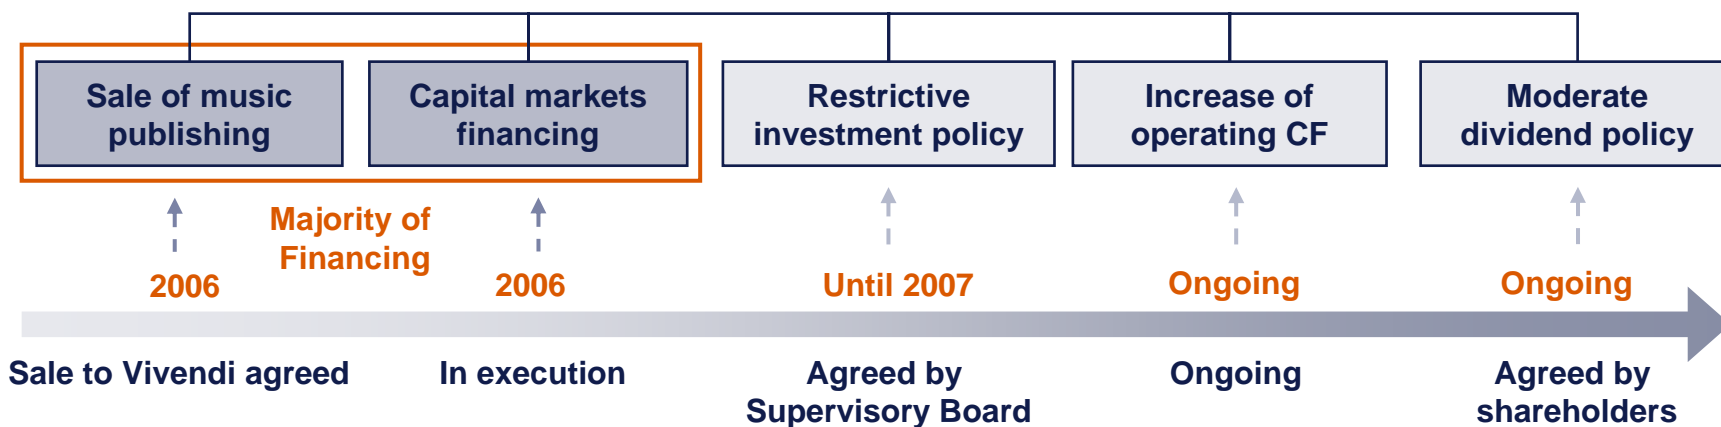 Sale of music
publishing
Capital markets
financing
Restrictive
investment policy
Increase of
operating CF
Moderate
dividend policy
Majority of
Financing
2006
2006
Until 2007
Ongoing
Ongoing
Sale to Vivendi agreed
In execution
Agreed by
Supervisory Board
Ongoing
Agreed by
shareholders